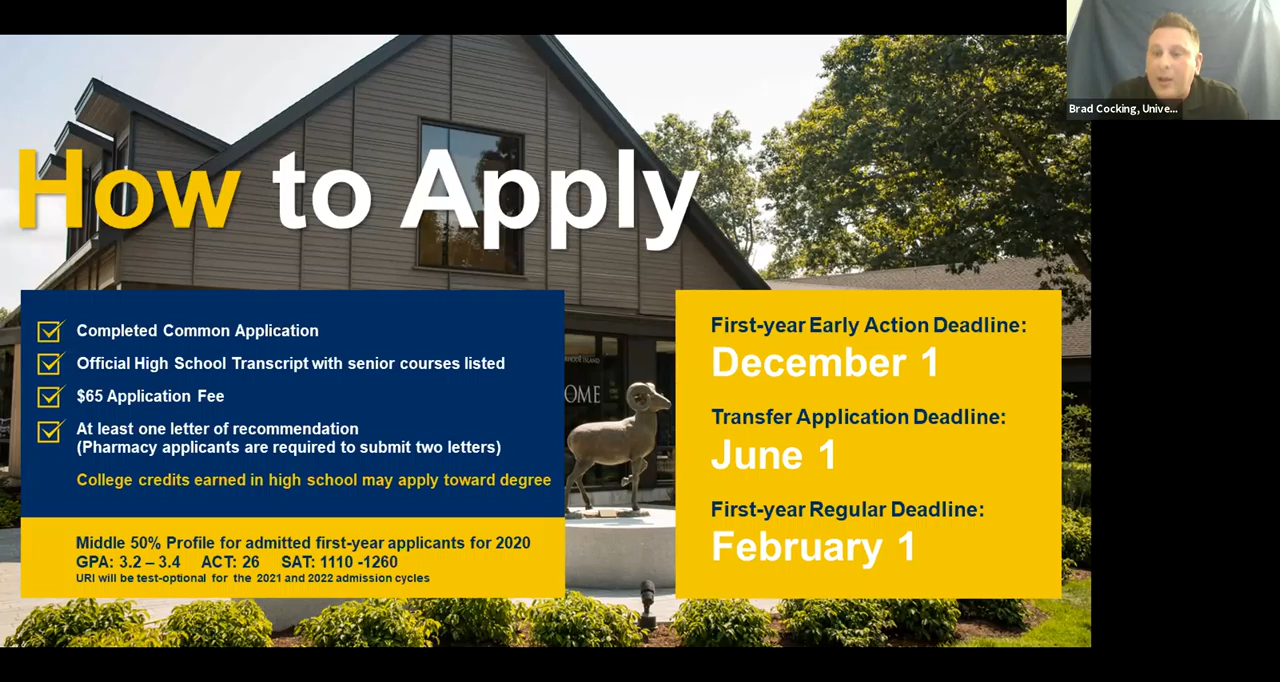 Brad Cocking, Unive...
How to Apply
Completed Common Application
Official High School Transcript with senior courses listed
$65 Application Fee
At least one letter of recommendation
(Pharmacy applicants are required to submit two letters)
College credits earned in high school may apply toward degree
Middle 50% Profile for admitted first-year applicants for 2020
GPA: 3.2 – 3.4 ACT: 26 SAT: 1110 -1260
URI will be test-optional for the 2021 and 2022 admission cycles
OME
First-year Early Action Deadline:
December 1
Transfer Application Deadline:
June 1
First-year Regular Deadline:
February 1